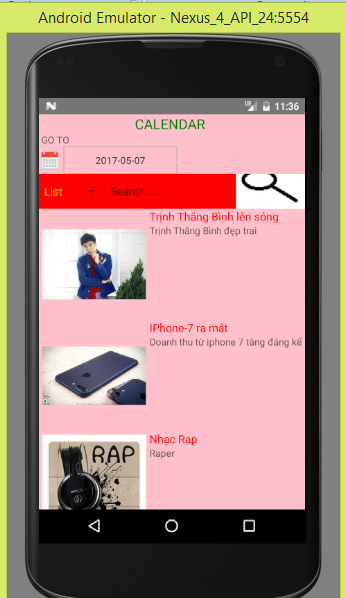 Android Emulator - Nexus_4_API_24:5554
11:36
CALENDAR
GO TO
2017-05-07
List
Search......
Trịnh Thăng Bình lên sóng
Trịnh Thăng Bình đẹp trai
IPhone-7 ra mắt
Doanh thu từ iphone 7 tăng đáng kể
Nhạc Rap
Raper
RAP